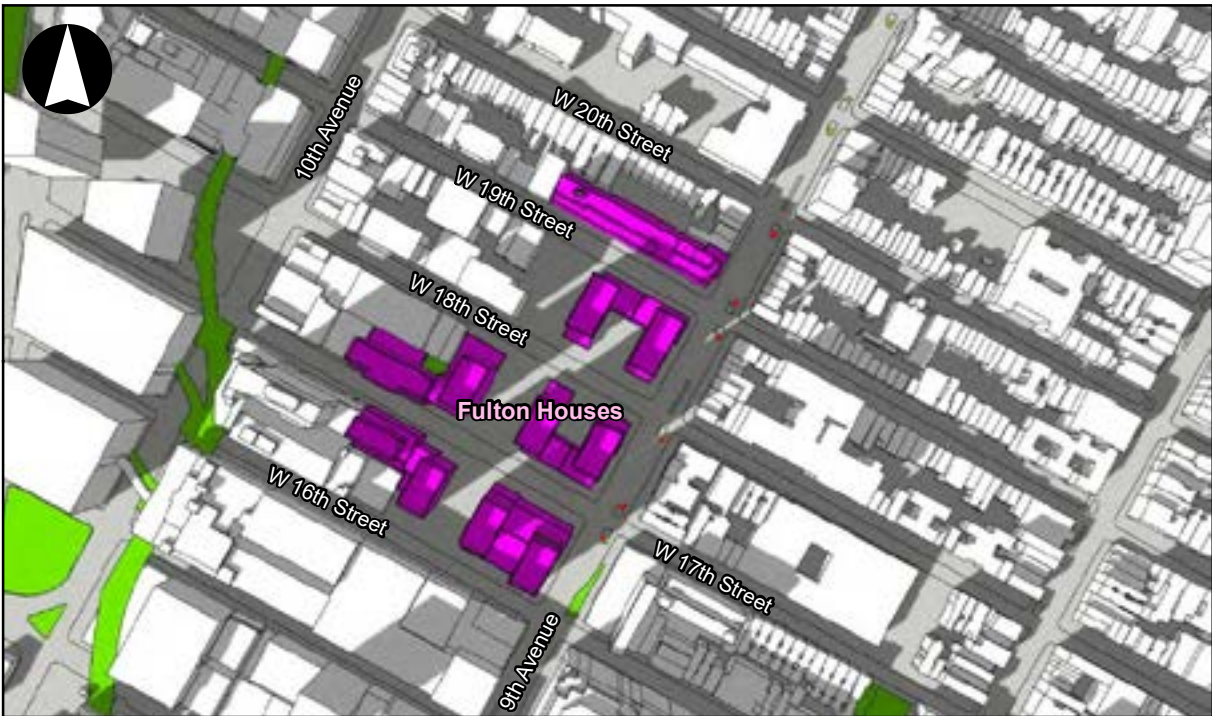 W 20th Street
10th Avenue
W 19th Street
W 18th Street
Fulton Houses
W 16th Street
W 17th Street
9th Avenue